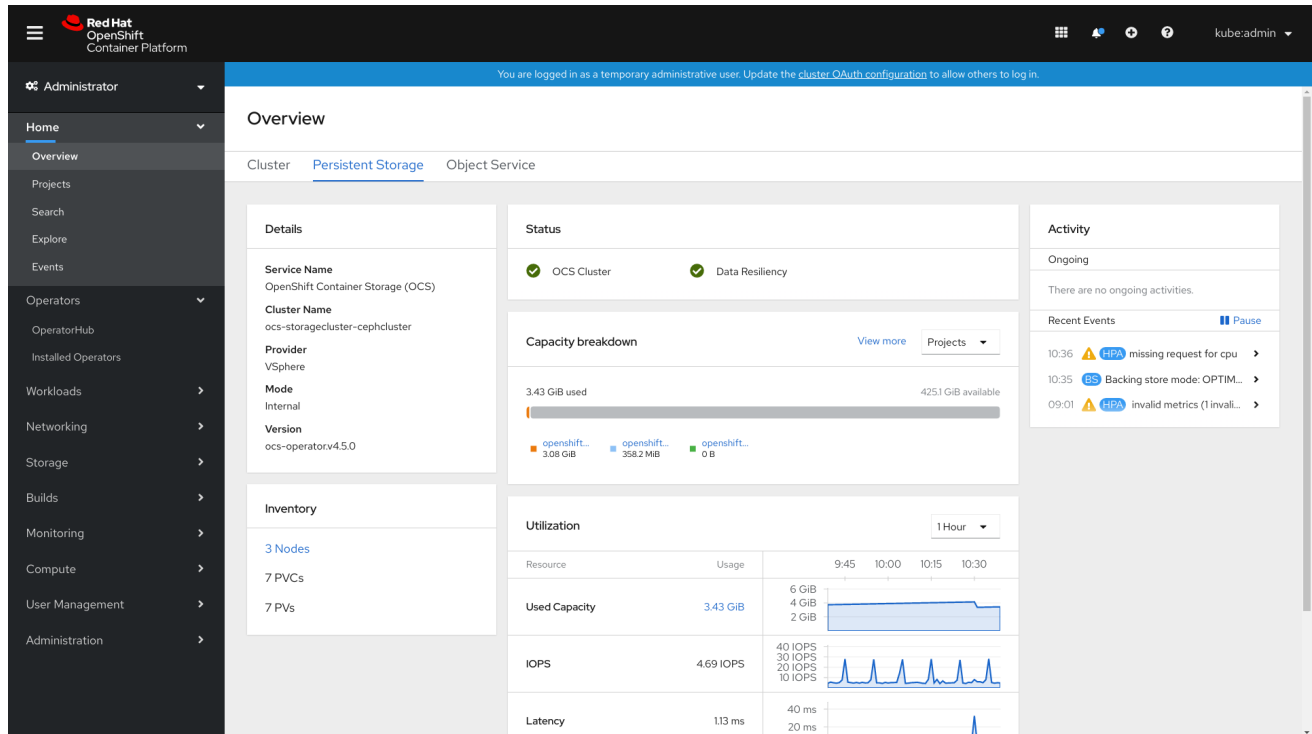 Red Hat
OpenShift
Container Platform
kube:admin
Administrator
You are logged in as a temporary administrative user. Update the cluster OAuth configuration to allow others to log in.
Home
Overview
Projects
Search
Explore
Events
Operators
OperatorHub
Installed Operators
Workloads
Networking
Storage
Builds
Monitoring
Compute
User Management
Administration
Overview
Cluster Persistent Storage Object Service
Details
Service Name
OpenShift Container Storage (OCS)
Cluster Name
ocs-storagecluster-cephcluster
Provider
VSphere
Mode
Internal
Version
ocs-operator.v4.5.0
Inventory
3 Nodes
7 PVCs
7 PVs
Status
OCS Cluster Data Resiliency
Capacity breakdown View more Projects
3.43 GiB used 425.1 GiB available
openshift... openshift... openshift...
3.08 GiB 358.2 MiB 0 B
Utilization 1 Hour
Resource Usage 9:45 10:00 10:15 10:30
6 GiB
Used Capacity 3.43 GiB 4 GiB
2 GiB
40 IOPS
30 IOPS
IOPS 4.69 IOPS 20 IOPS
10 IOPS
40 ms
Latency 1.13 ms 20 ms
Activity
Ongoing
There are no ongoing activities.
Recent Events Pause
10:36 HPA missing request for cpu
10:35 BS Backing store mode: OPTIM...
09:01 HPA invalid metrics (1 invali...